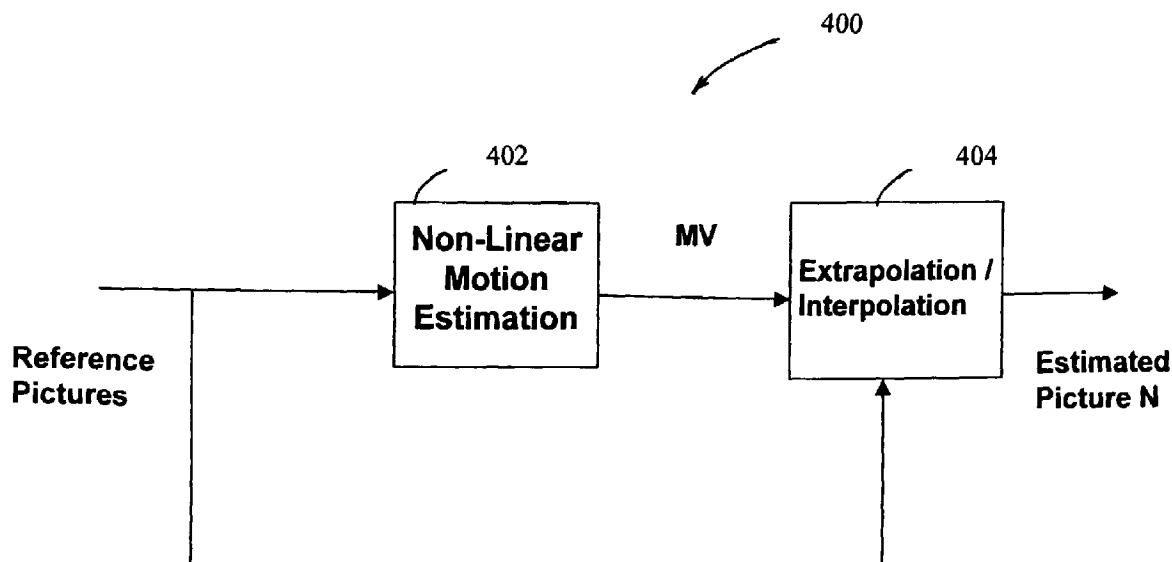 400
402
404
Non-Linear
Motion
Estimation
MV
Extrapolation /
Interpolation
Reference
Pictures
Estimated
Picture N